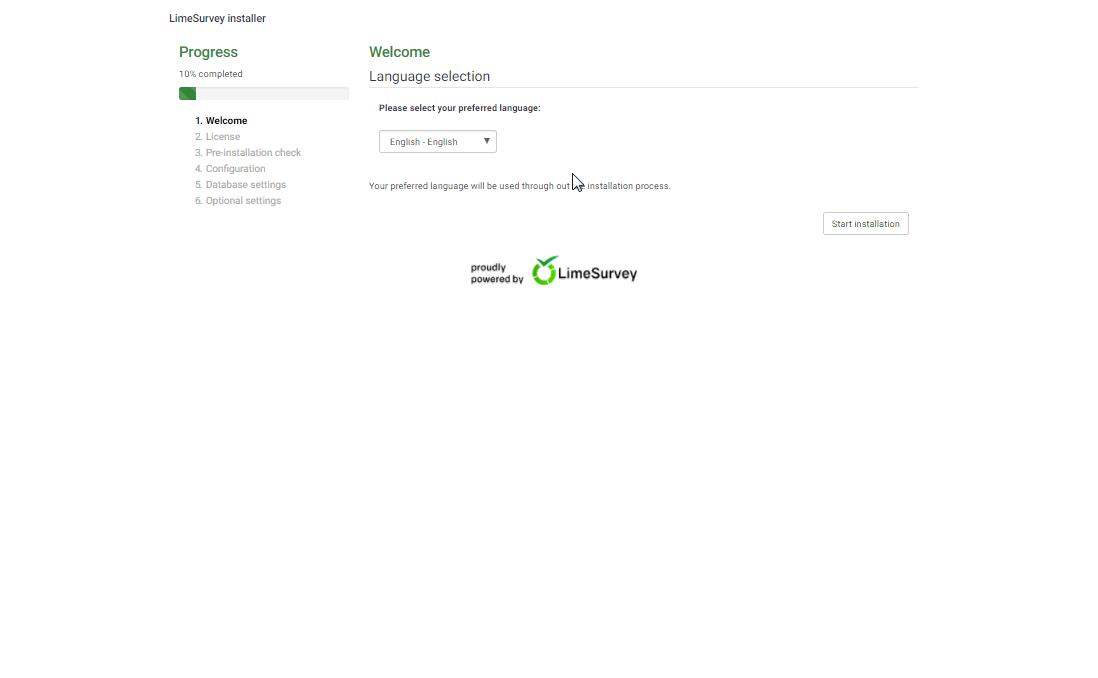 LimeSurvey installer
Progress
10% completed
1. Welcome
2. License
3. Pre-installation check
4. Configuration
5. Database settings
6. Optional settings
Welcome
Language selection
Please select your preferred language:
English - English
Your preferred language will be used through out installation process.
Start installation
proudly
powered by
LimeSurvey